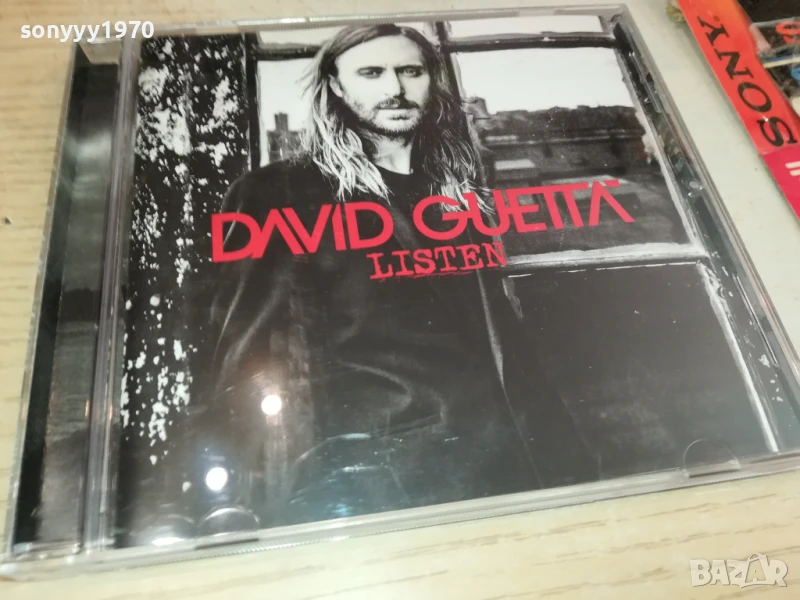 sonyyy1970
SONY
DAVID GUETTA
LISTEN
BAZAR